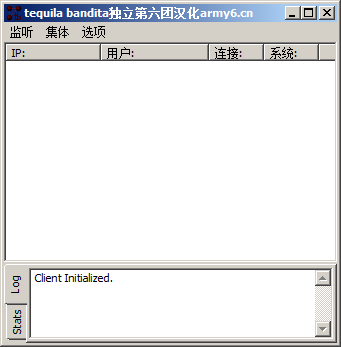 tequila bandita独立第六团汉化army6.cn
监听 集体 选项
IP: 用户: 连接: 系统:
Log
Client Initialized.
Stats